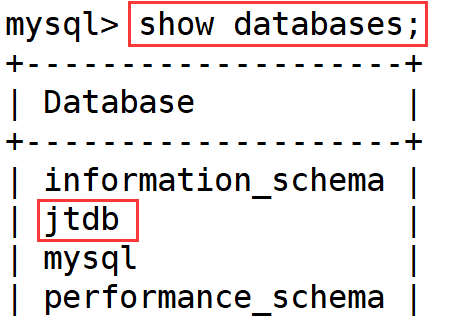 mysql> show databases;
+--------------------+
| Database           |
+--------------------+
| information_schema |
| jtdb               |
| mysql              |
| performance_schema |